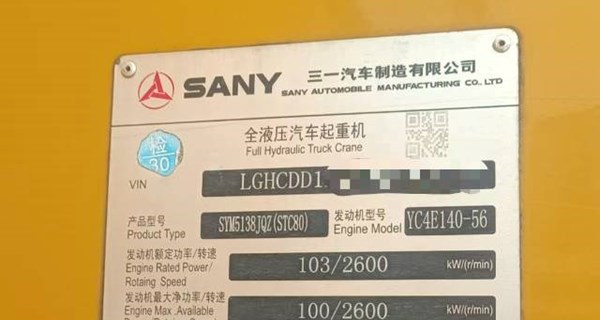 SANY
三一汽车制造有限公司
SANY AUTOMOBILE MANUFACTURING CO., LTD
全液压汽车起重机
Full Hydraulic Truck Crane
检
30
VIN LGHCDD1
产品型号
Product Type
SYM5138JQZ(STC80)
发动机型号
Engine Model
YC4E140-56
发动机额定功率/转速
Engine Rated Power/
Rotaing Speed
103/2600
kW/(r/min)
发动机最大净功率/转速
Engine Max .Available
100/2600
kW/(r/min)